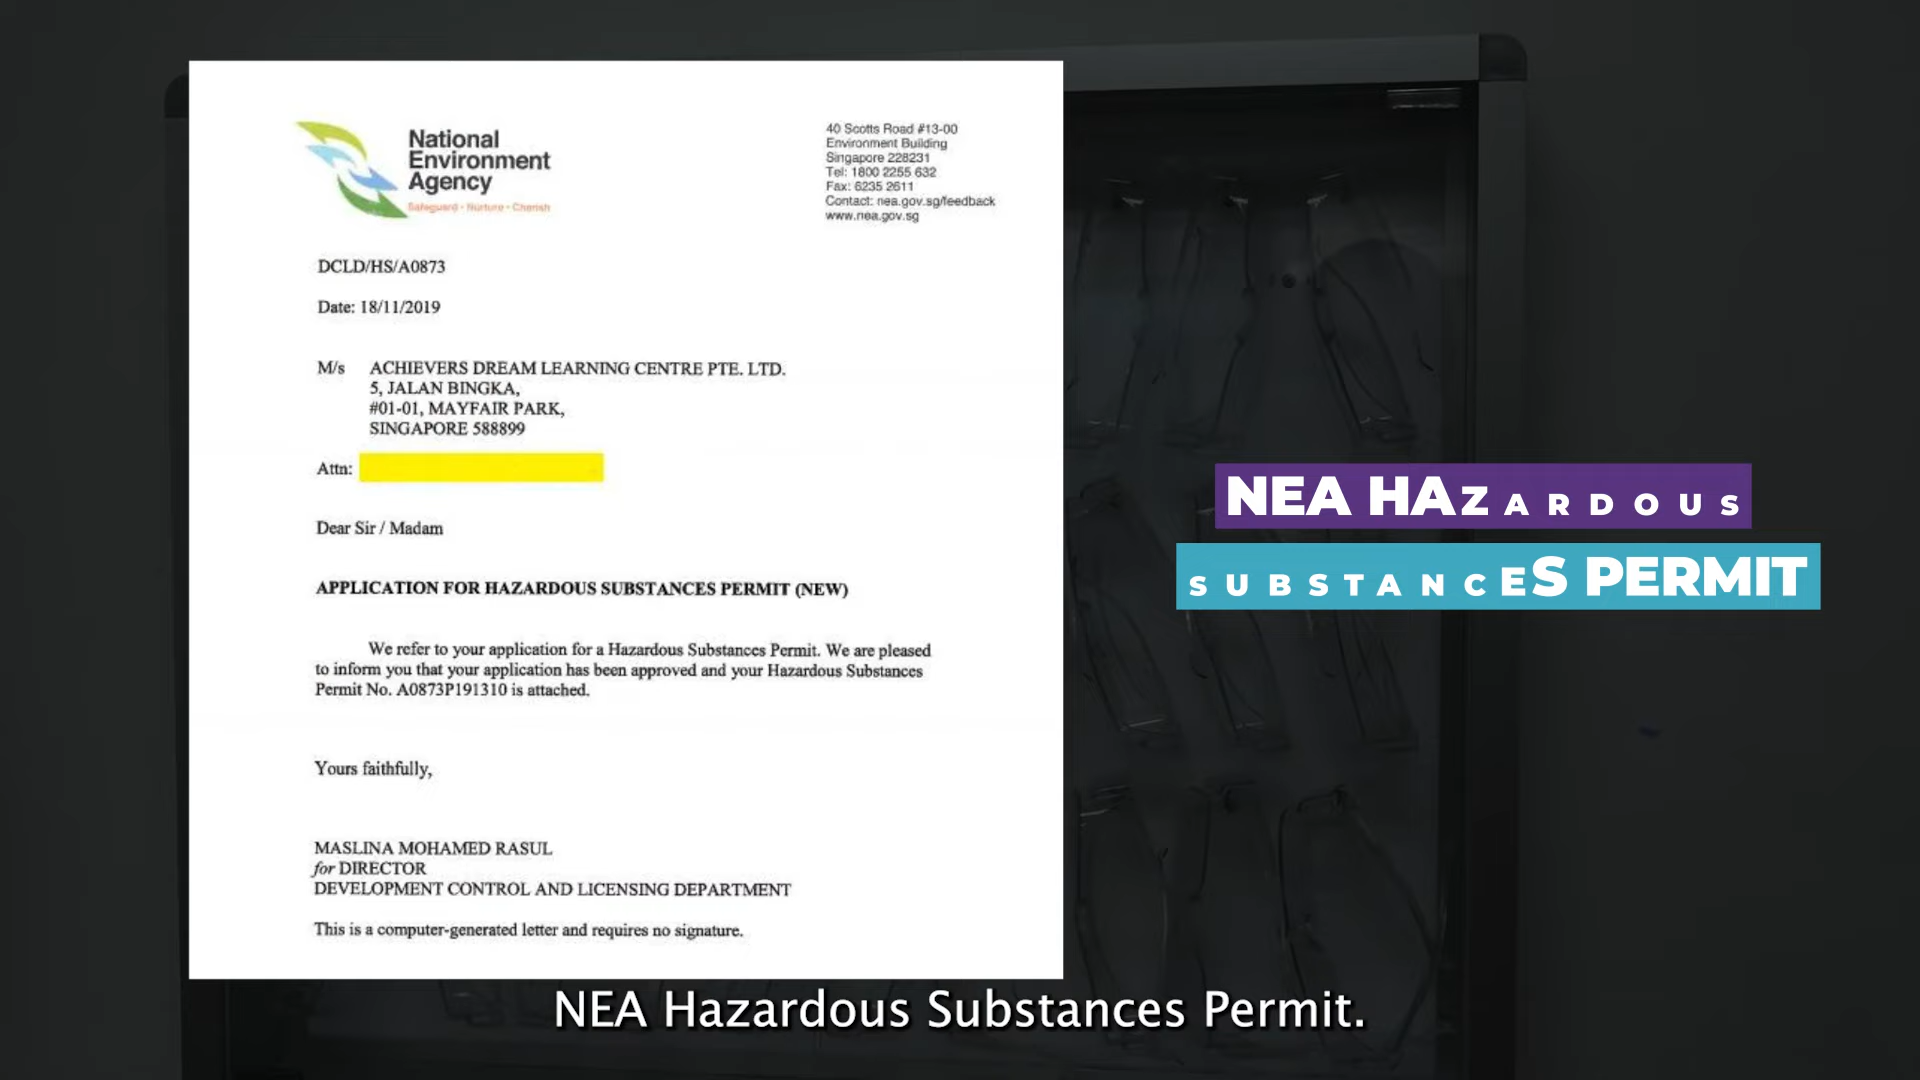 National
Environment
Agency
Safeguard • Nurture • Cherish
40 Scotts Road #13-00
Environment Building
Singapore 228231
Tel: 1800 2255 632
Fax: 6235 2611
Contact: nea.gov.sg/feedback
www.nea.gov.sg
DCLD/HS/A0873
Date: 18/11/2019
M/s ACHIEVERS DREAM LEARNING CENTRE PTE. LTD.
5, JALAN BINGKA,
#01-01, MAYFAIR PARK,
SINGAPORE 588899
Attn:
Dear Sir / Madam
APPLICATION FOR HAZARDOUS SUBSTANCES PERMIT (NEW)
We refer to your application for a Hazardous Substances Permit. We are pleased
to inform you that your application has been approved and your Hazardous Substances
Permit No. A0873P191310 is attached.
Yours faithfully,
MASLINA MOHAMED RASUL
for DIRECTOR
DEVELOPMENT CONTROL AND LICENSING DEPARTMENT
This is a computer-generated letter and requires no signature.
NEA HAZARDOUS
SUBSTANCES PERMIT
NEA Hazardous Substances Permit.